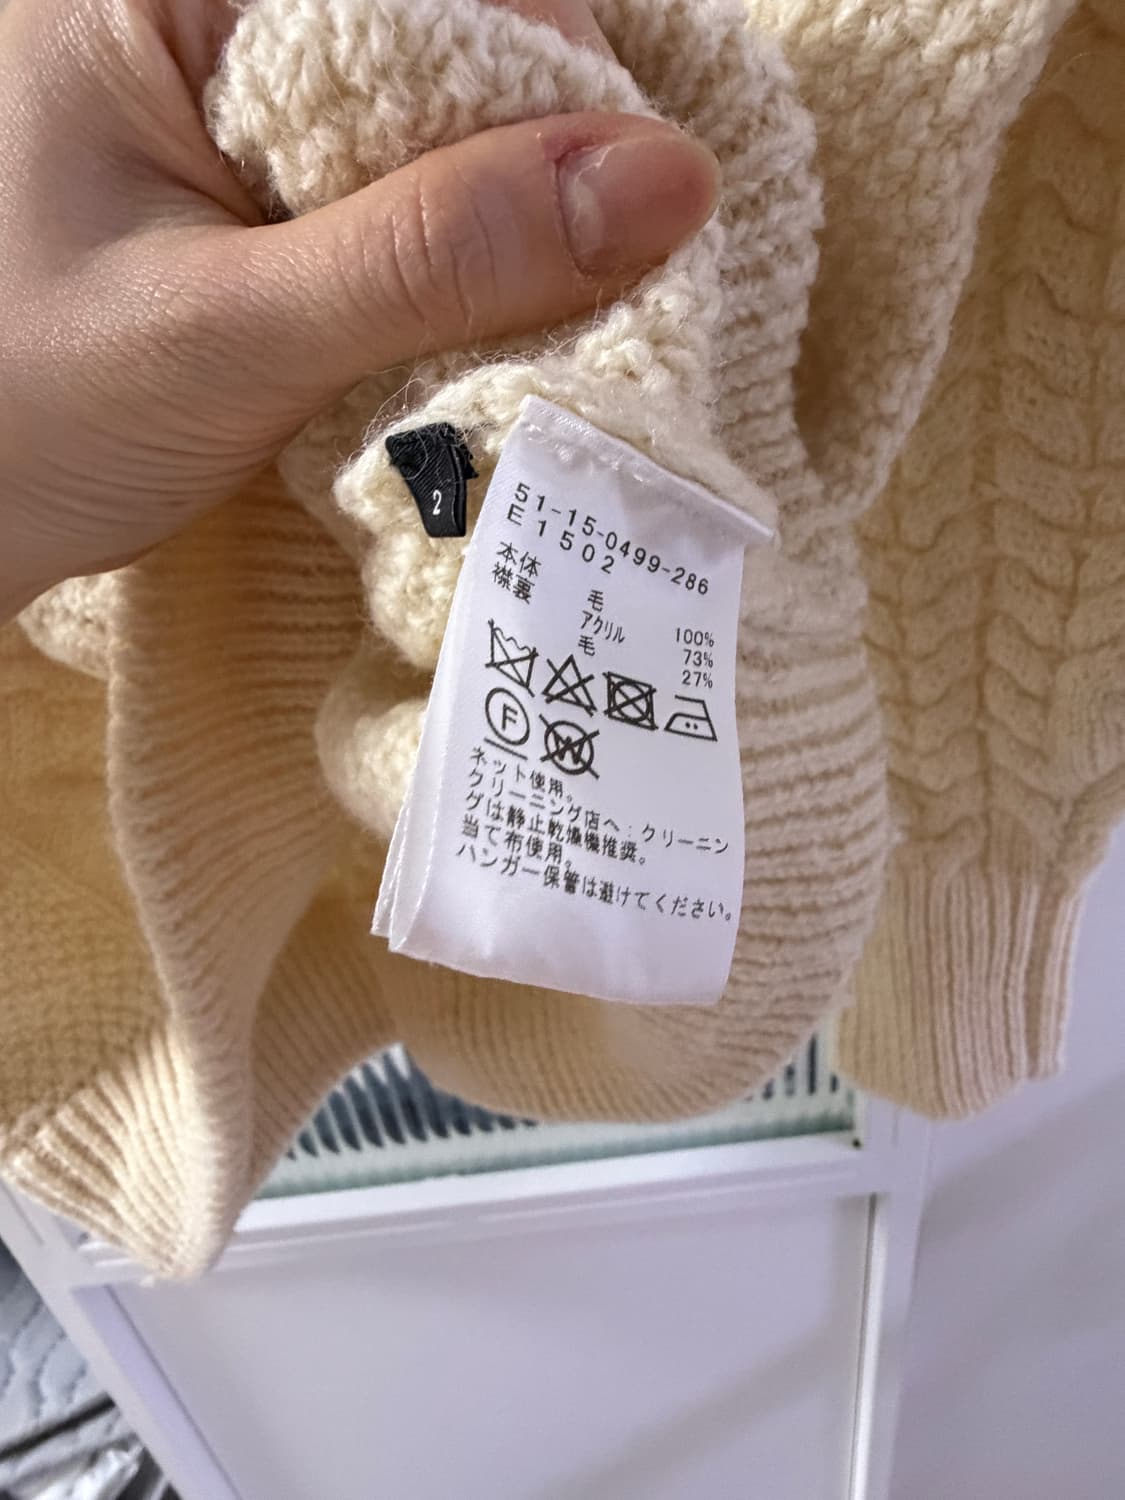 2
51-15-0499-286
E1502
本体 毛 100%
襟裏 アクリル 73%
毛 27%
F
W
ネット使用。
クリーニング店へ:クリーニン
グは静止乾燥機推奨。
当て布使用。
ハンガー保管は避けてください。